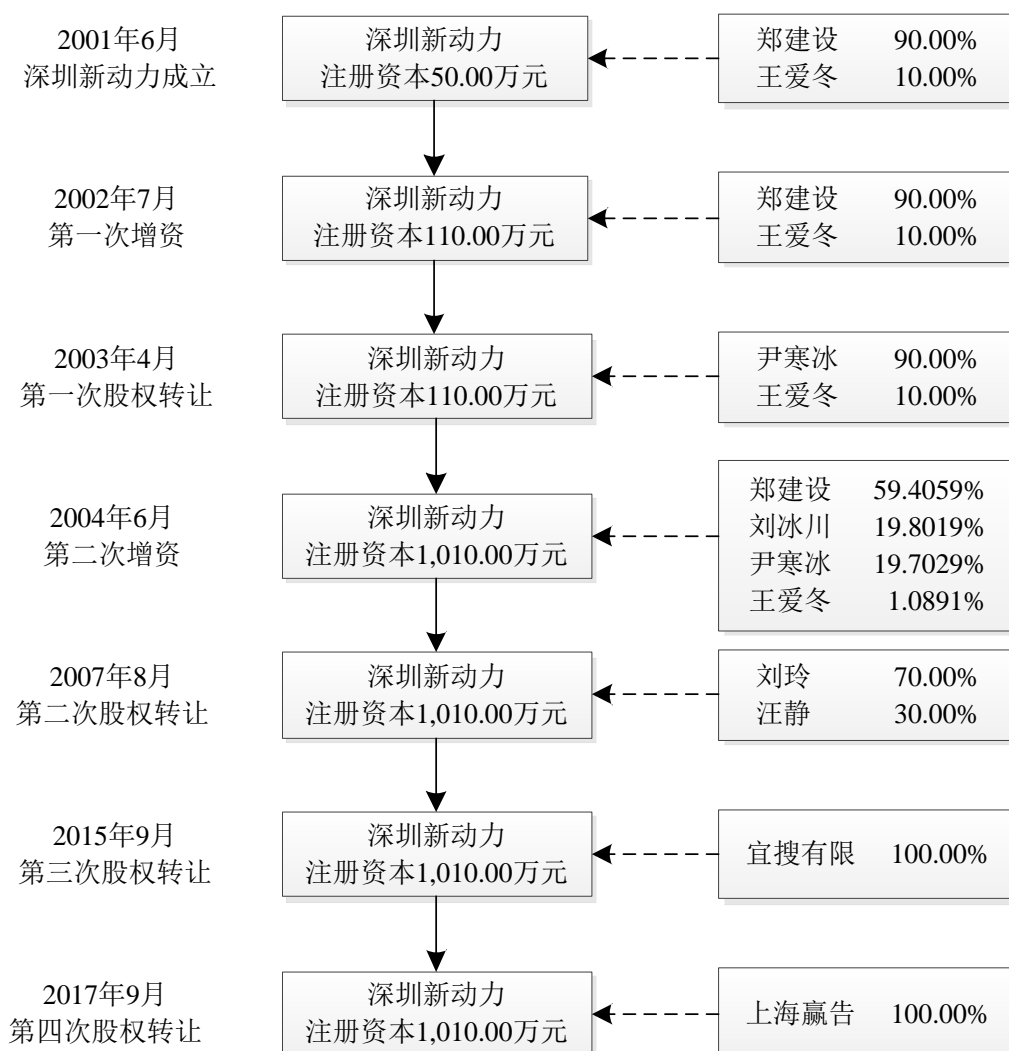 2001年6月
深圳新动力成立
深圳新动力
注册资本50.00万元
郑建设 90.00%
王爱冬 10.00%
2002年7月
第一次增资
深圳新动力
注册资本110.00万元
郑建设 90.00%
王爱冬 10.00%
2003年4月
第一次股权转让
深圳新动力
注册资本110.00万元
尹寒冰 90.00%
王爱冬 10.00%
2004年6月
第二次增资
深圳新动力
注册资本1,010.00万元
郑建设 59.4059%
刘冰川 19.8019%
尹寒冰 19.7029%
王爱冬 1.0891%
2007年8月
第二次股权转让
深圳新动力
注册资本1,010.00万元
刘玲 70.00%
汪静 30.00%
2015年9月
第三次股权转让
深圳新动力
注册资本1,010.00万元
宜搜有限 100.00%
2017年9月
第四次股权转让
深圳新动力
注册资本1,010.00万元
上海赢告 100.00%